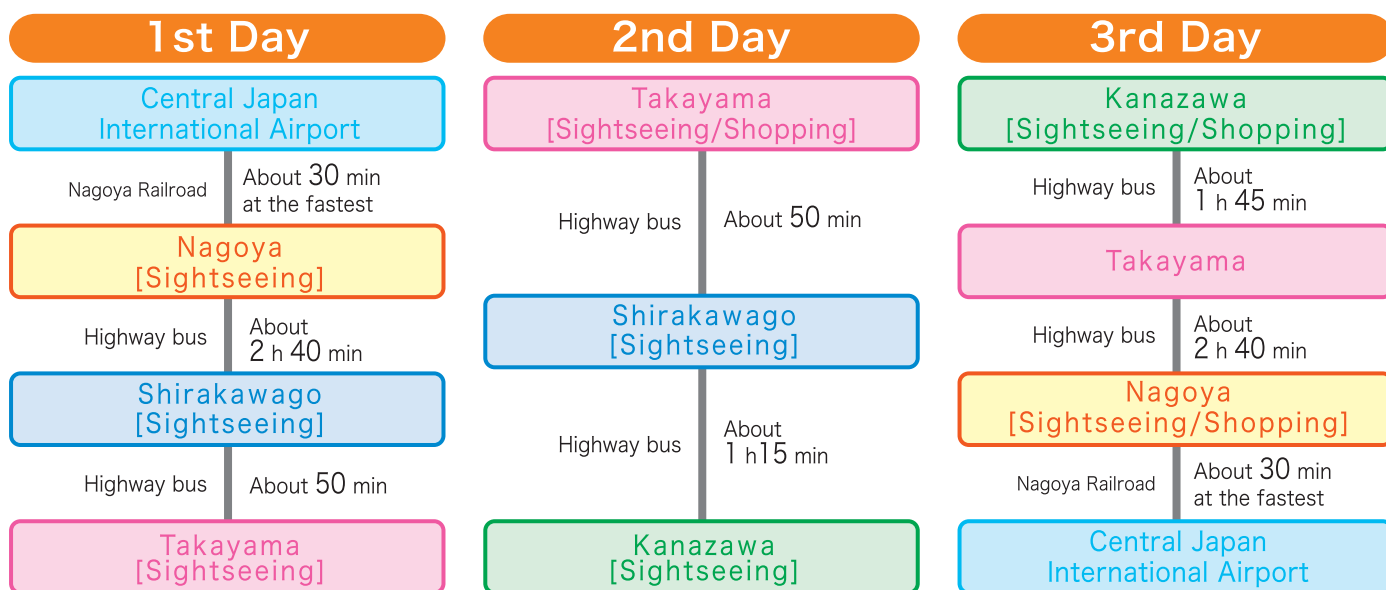 1st Day
Central Japan
International Airport
Nagoya Railroad
About 30 min
at the fastest
Nagoya
[Sightseeing]
Highway bus
About
2 h 40 min
Shirakawago
[Sightseeing]
Highway bus
About 50 min
Takayama
[Sightseeing]
2nd Day
Takayama
[Sightseeing/Shopping]
Highway bus
About 50 min
Shirakawago
[Sightseeing]
Highway bus
About
1 h15 min
Kanazawa
[Sightseeing]
3rd Day
Kanazawa
[Sightseeing/Shopping]
Highway bus
About
1 h 45 min
Takayama
Highway bus
About
2 h 40 min
Nagoya
[Sightseeing/Shopping]
Nagoya Railroad
About 30 min
at the fastest
Central Japan
International Airport